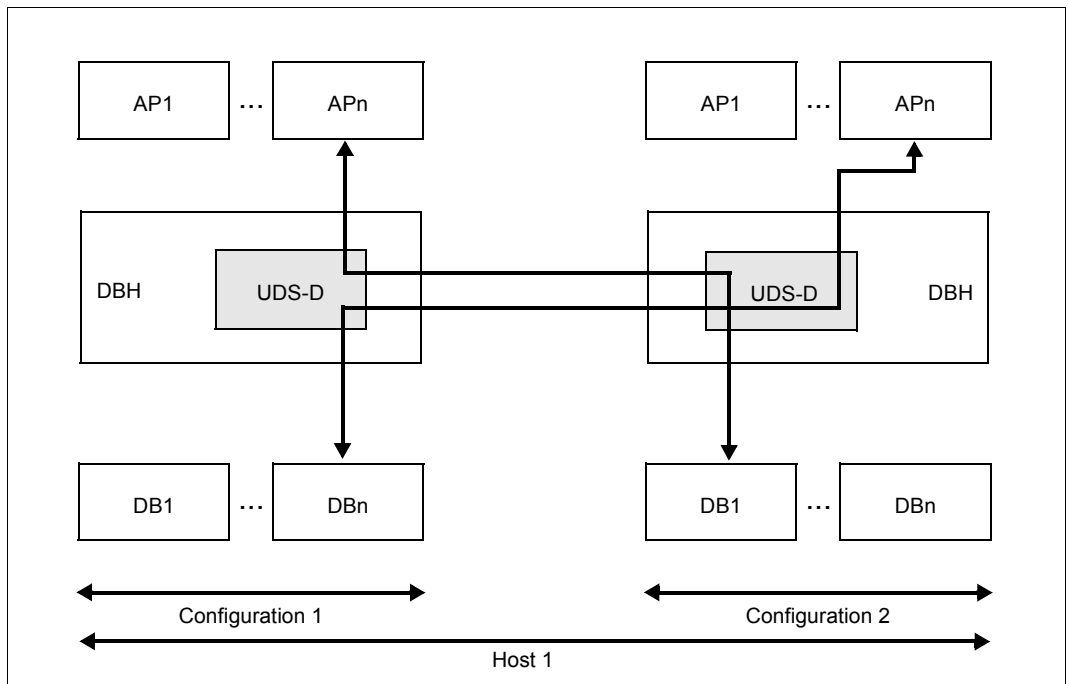 AP1 ... APn AP1 ... APn
DBH UDS-D UDS-D DBH
DB1 ... DBn DB1 ... DBn
Configuration 1 Configuration 2
Host 1